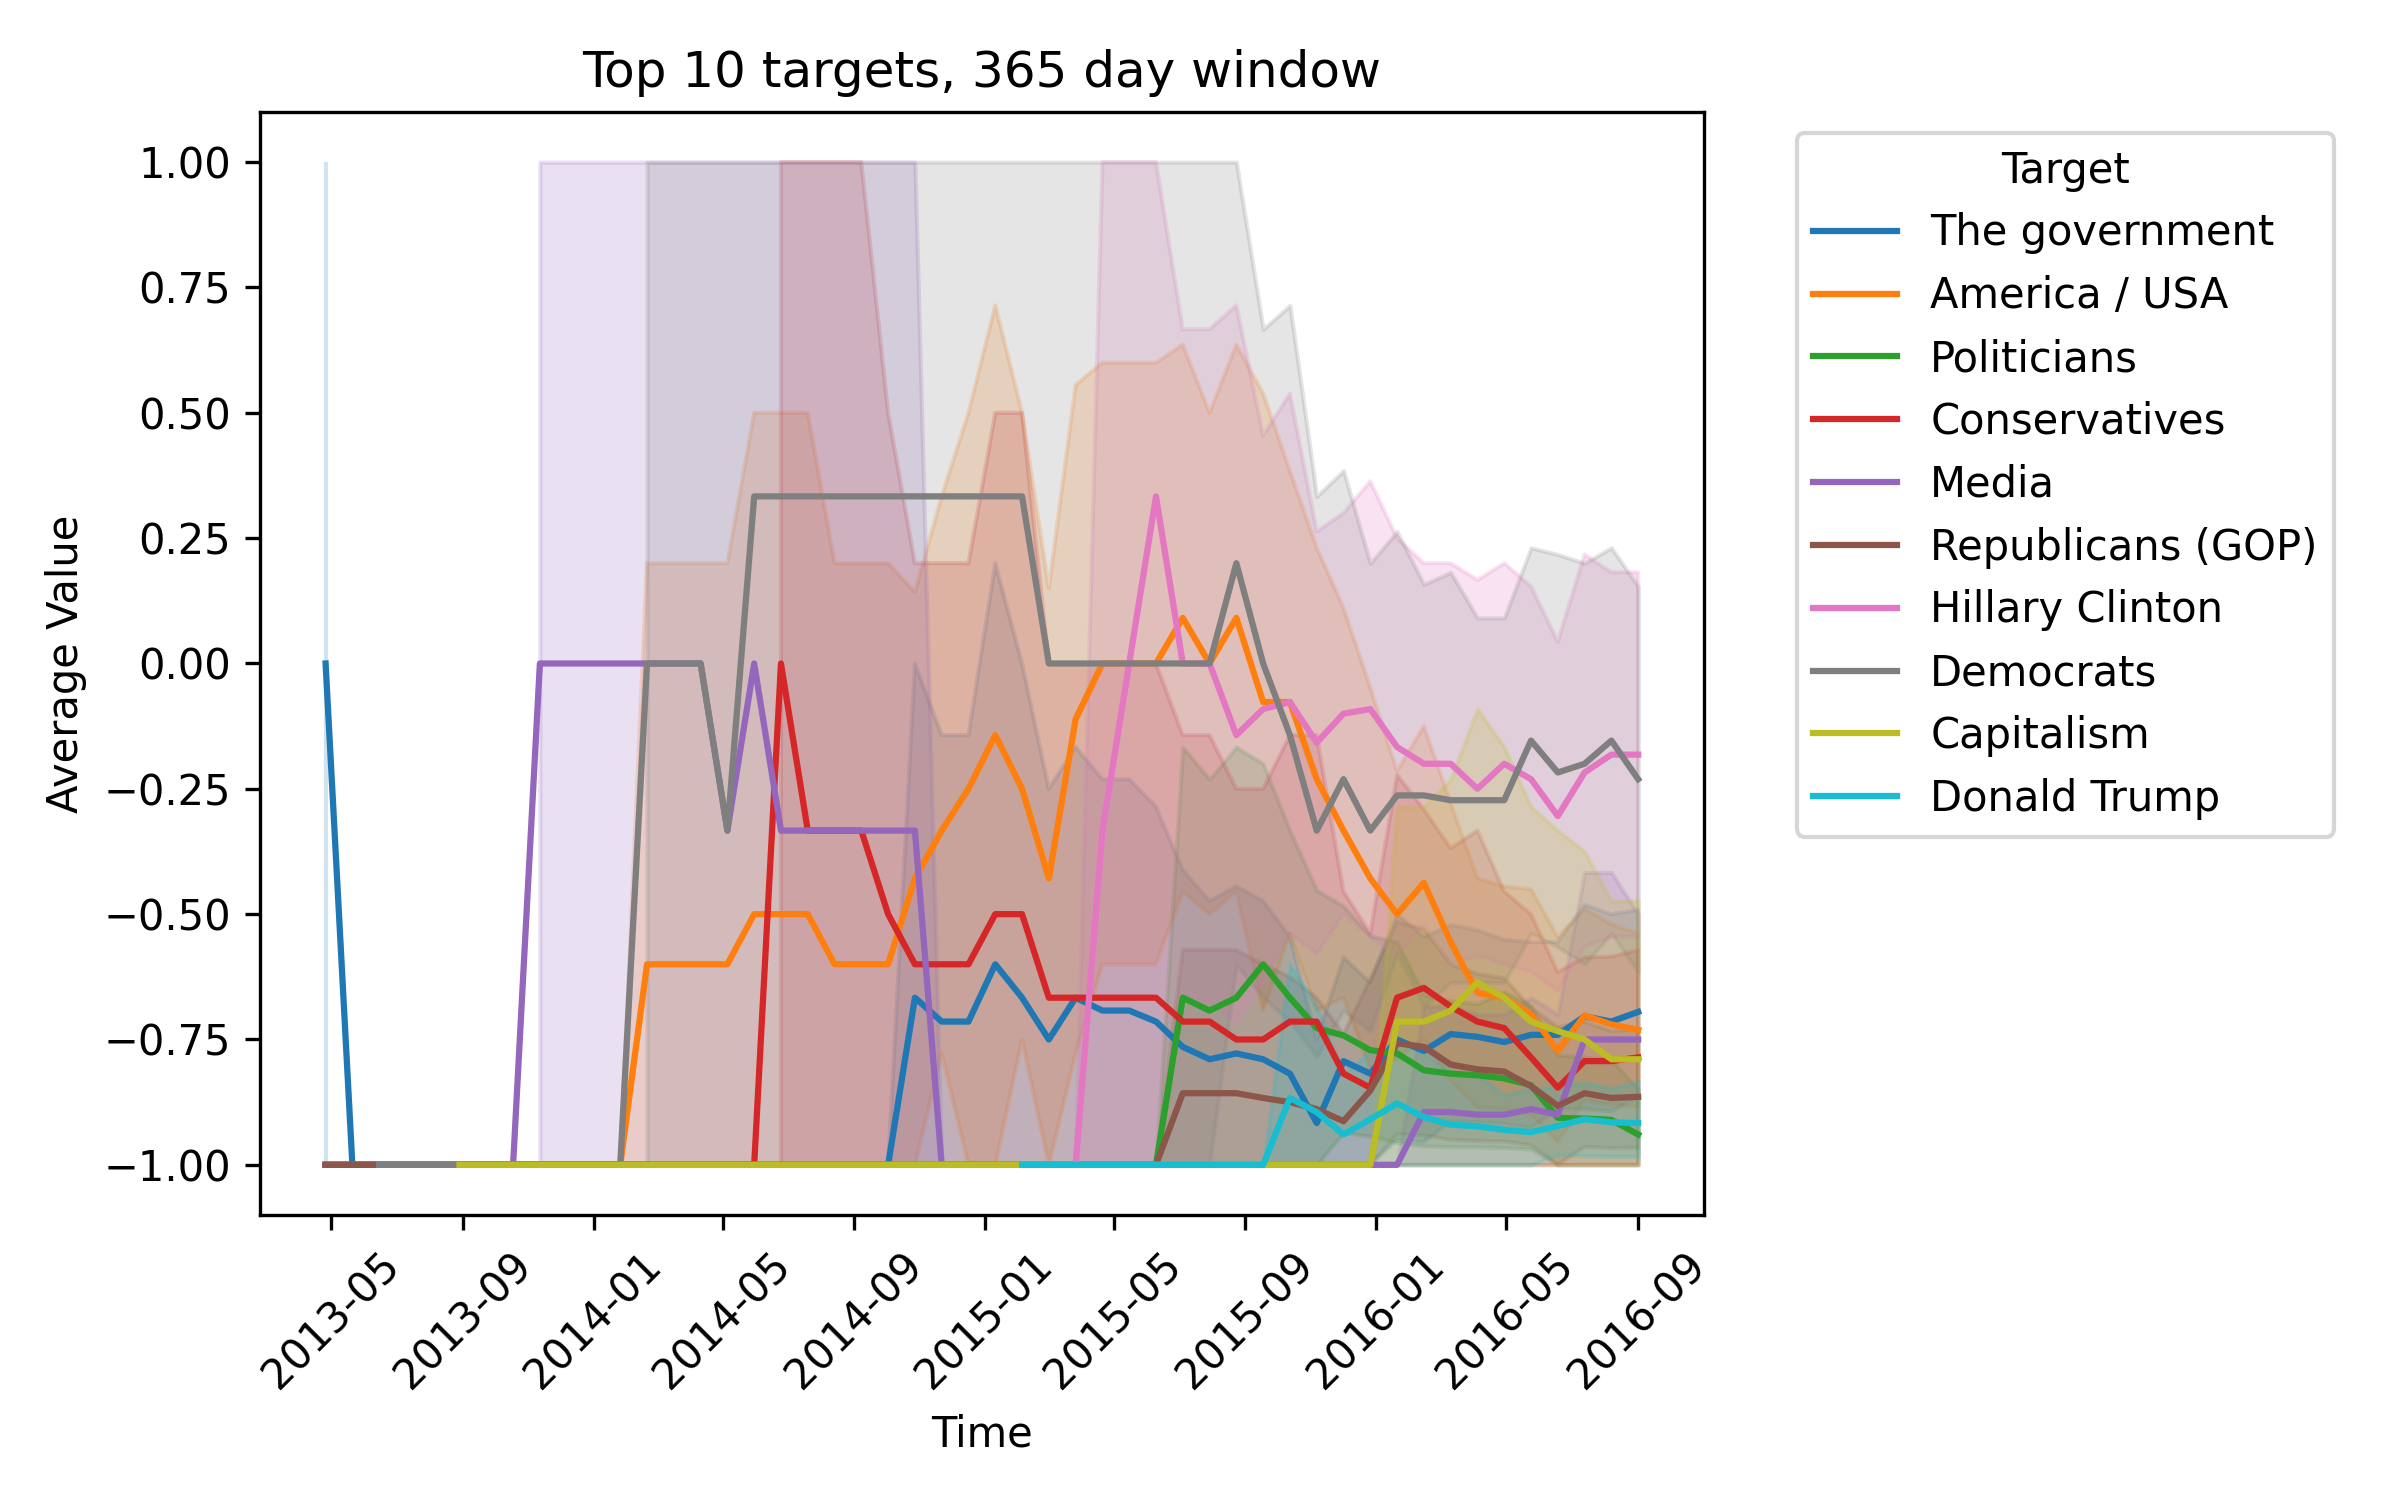 Top 10 targets, 365 day window
1.00
0.75
0.50
0.25
0.00
−0.25
−0.50
−0.75
−1.00
Average Value
2013-05
2013-09
2014-01
2014-05
2014-09
2015-01
2015-05
2015-09
2016-01
2016-05
2016-09
Time
Target
The government
America / USA
Politicians
Conservatives
Media
Republicans (GOP)
Hillary Clinton
Democrats
Capitalism
Donald Trump